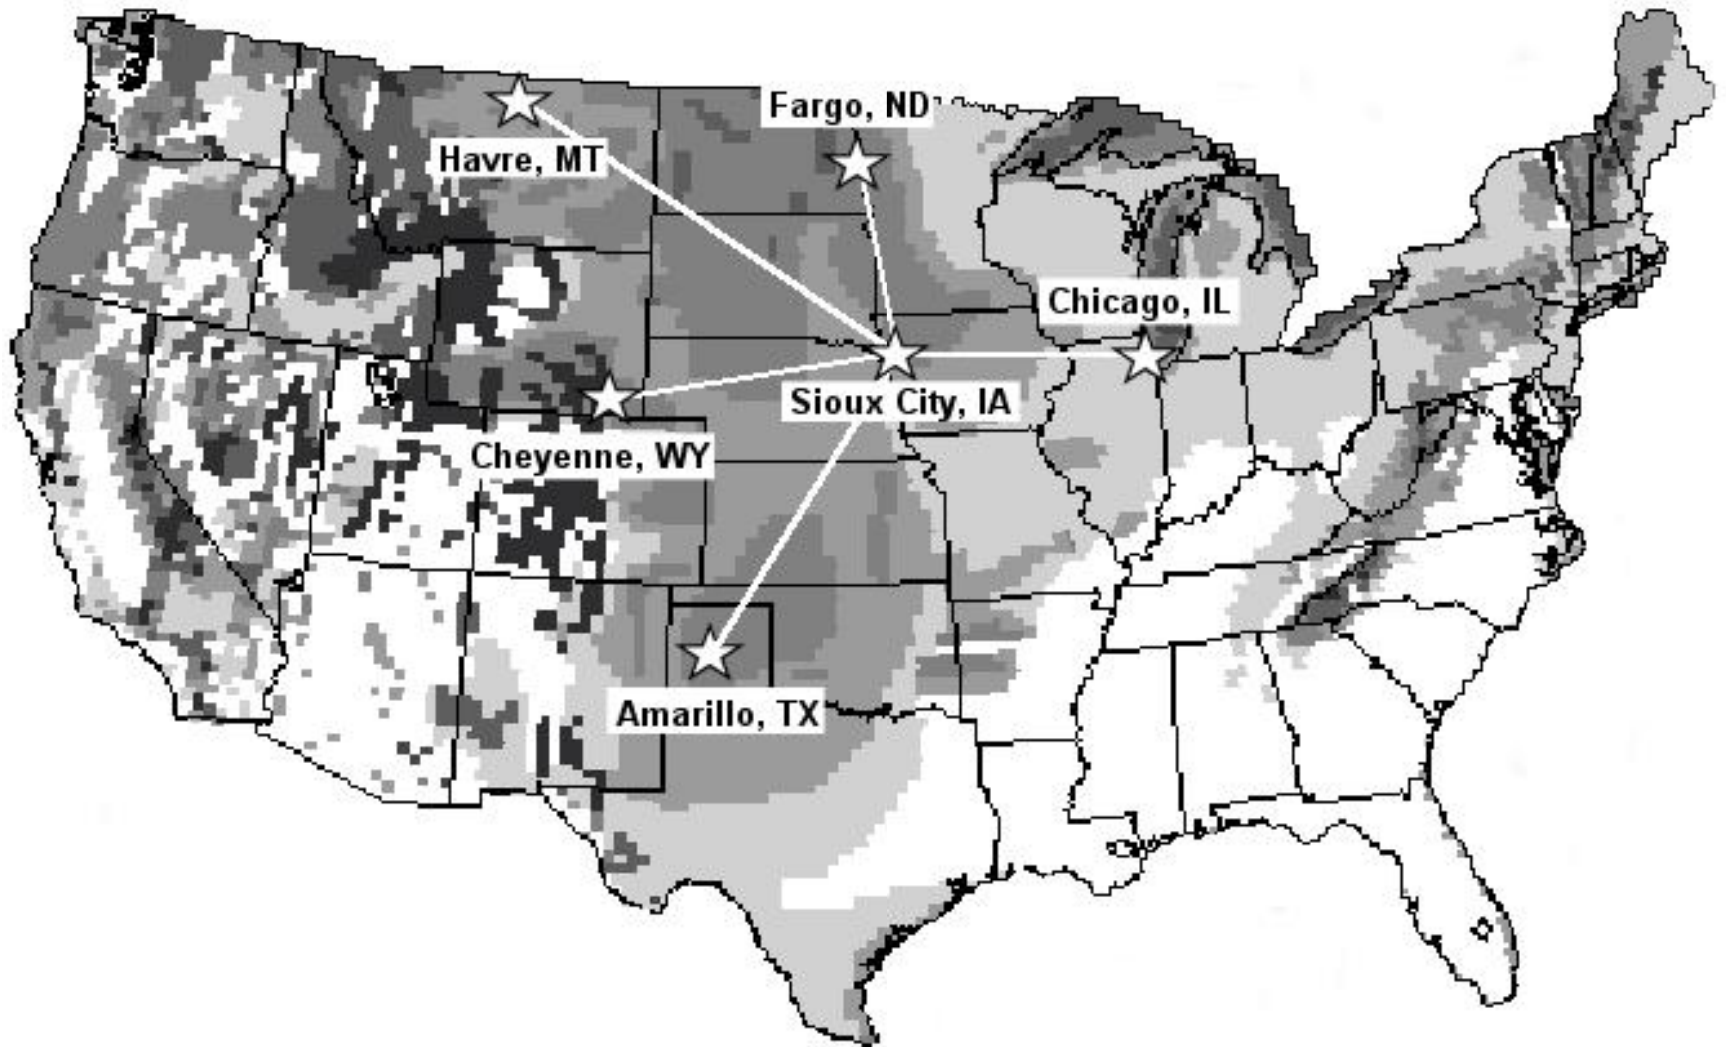 Fargo, ND
Havre, MT
Chicago, IL
Sioux City, IA
Cheyenne, WY
Amarillo, TX